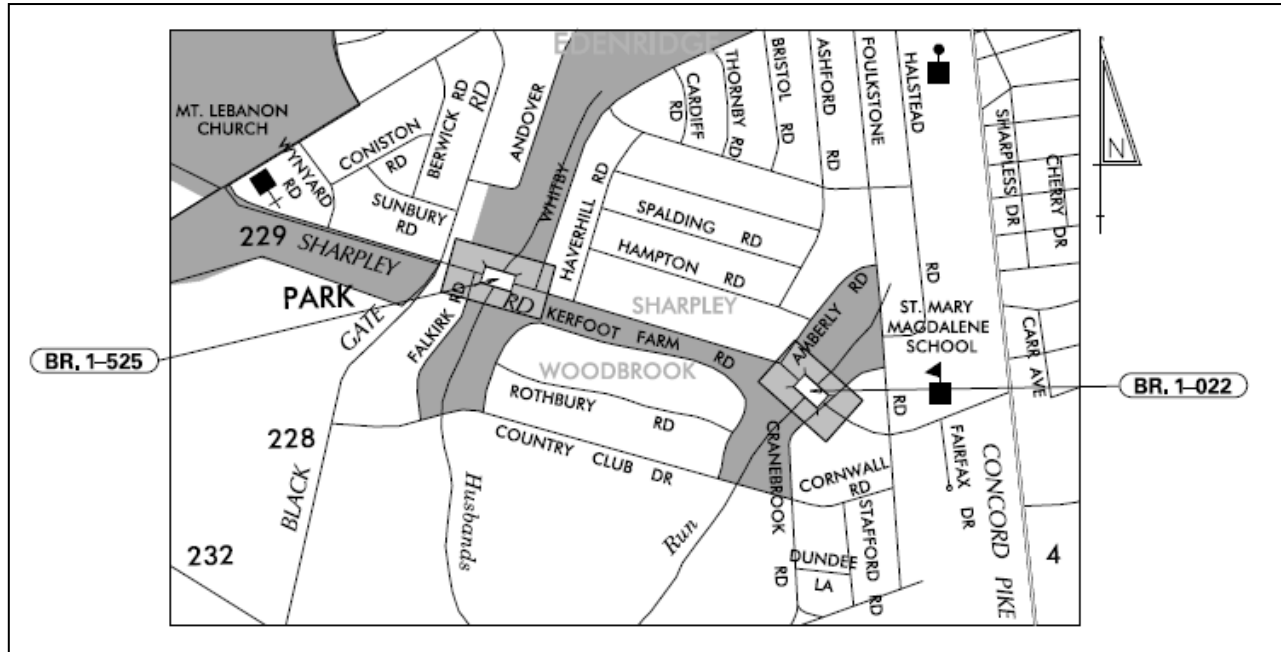 EDENRIDGE
MT. LEBANON
CHURCH
WYNYARD
RD
CONISTON
RD
BERWICK RD
RD
ANDOVER
SUNBURY
RD
WHITBY
HAVERHILL RD
CARDIFF
RD
THORNBY
RD
BRISTOL
RD
ASHFORD
RD
FOULKSTONE
RD
HALSTEAD
RD
SHARPLESS DR
CHERRY DR
N
SPALDING RD
HAMPTON RD
SHARPLEY
229 SHARPLEY
RD
PARK
GATE
FALKIRK RD
KERFOOT FARM RD
AMBERLY RD
ST. MARY
MAGDALENE
SCHOOL
CARR AVE
BR. 1-525
BR. 1-022
WOODBROOK
ROTHBURY RD
COUNTRY CLUB DR
CRANEBROOK
RD
CORNWALL
RD
STAFFORD RD
FAIRFAX DR
CONCORD PIKE
228
BLACK
Husbands
Run
232
DUNDEE
LA
4